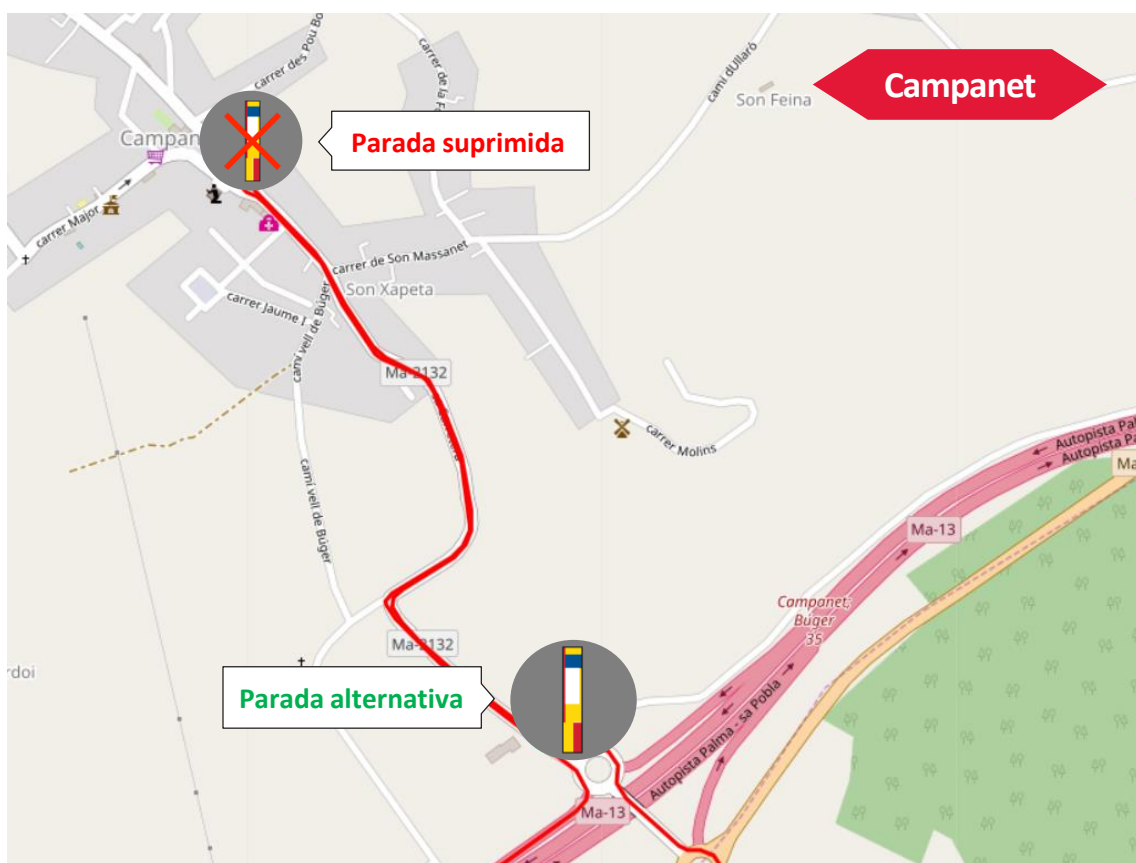 Campanet
Parada suprimida
carrer des Pou Bo
carrer de la F
camí d'Ullaró
Son Feina
Campan
carrer Major
carrer de Son Massanet
Son Xapeta
carrer Jaume I
camí vell de Búger
Ma-2132
carrer Molins
Autopista Pal
Autopista Pa
Ma
camí vell de Búger
Ma-13
Campanet,
Búger
35
Ma-2132
rdoi
Parada alternativa
Autopista Palma - sa Pobla
Ma-13